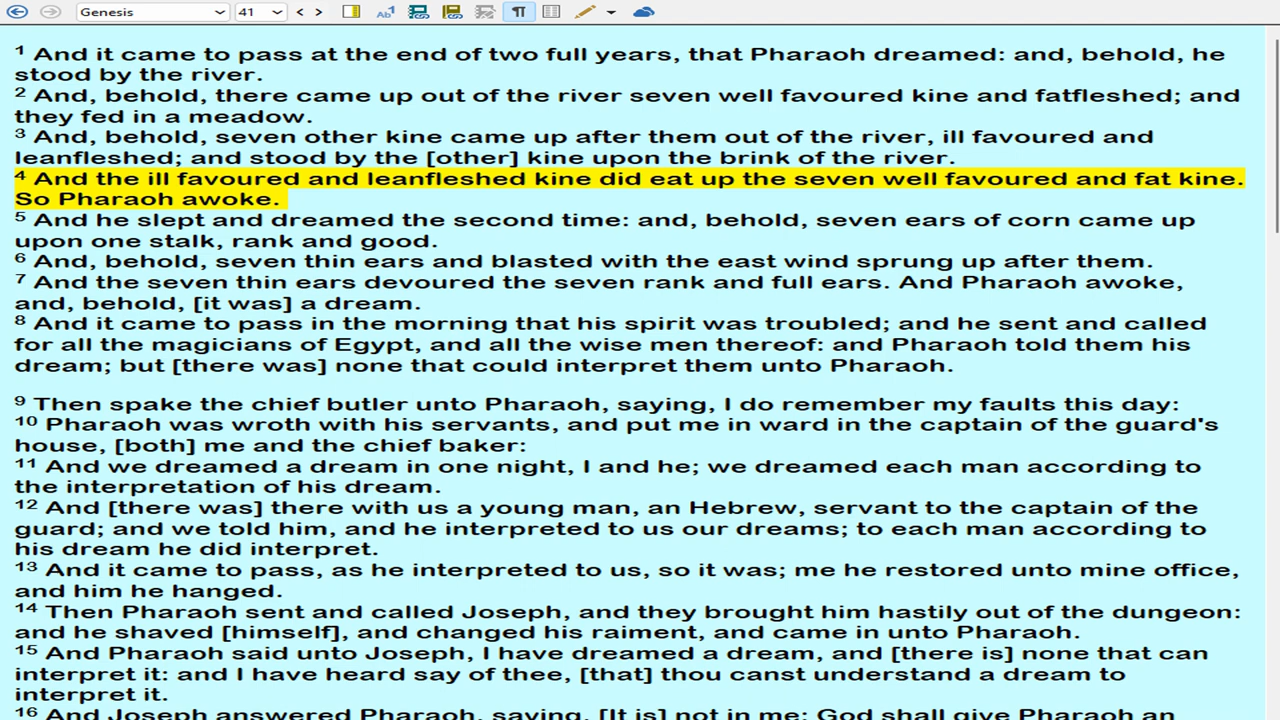 Genesis 41 < >
1 And it came to pass at the end of two full years, that Pharaoh dreamed: and, behold, he
stood by the river.
2 And, behold, there came up out of the river seven well favoured kine and fatfleshed; and
they fed in a meadow.
3 And, behold, seven other kine came up after them out of the river, ill favoured and
leanfleshed; and stood by the [other] kine upon the brink of the river.
4 And the ill favoured and leanfleshed kine did eat up the seven well favoured and fat kine.
So Pharaoh awoke.
5 And he slept and dreamed the second time: and, behold, seven ears of corn came up
upon one stalk, rank and good.
6 And, behold, seven thin ears and blasted with the east wind sprung up after them.
7 And the seven thin ears devoured the seven rank and full ears. And Pharaoh awoke,
and, behold, [it was] a dream.
8 And it came to pass in the morning that his spirit was troubled; and he sent and called
for all the magicians of Egypt, and all the wise men thereof: and Pharaoh told them his
dream; but [there was] none that could interpret them unto Pharaoh.
9 Then spake the chief butler unto Pharaoh, saying, I do remember my faults this day:
10 Pharaoh was wroth with his servants, and put me in ward in the captain of the guard's
house, [both] me and the chief baker:
11 And we dreamed a dream in one night, I and he; we dreamed each man according to
the interpretation of his dream.
12 And [there was] there with us a young man, an Hebrew, servant to the captain of the
guard; and we told him, and he interpreted to us our dreams; to each man according to
his dream he did interpret.
13 And it came to pass, as he interpreted to us, so it was; me he restored unto mine office,
and him he hanged.
14 Then Pharaoh sent and called Joseph, and they brought him hastily out of the dungeon:
and he shaved [himself], and changed his raiment, and came in unto Pharaoh.
15 And Pharaoh said unto Joseph, I have dreamed a dream, and [there is] none that can
interpret it: and I have heard say of thee, [that] thou canst understand a dream to
interpret it.
16 And Joseph answered Pharaoh, saying, [It is] not in me: God shall give Pharaoh an